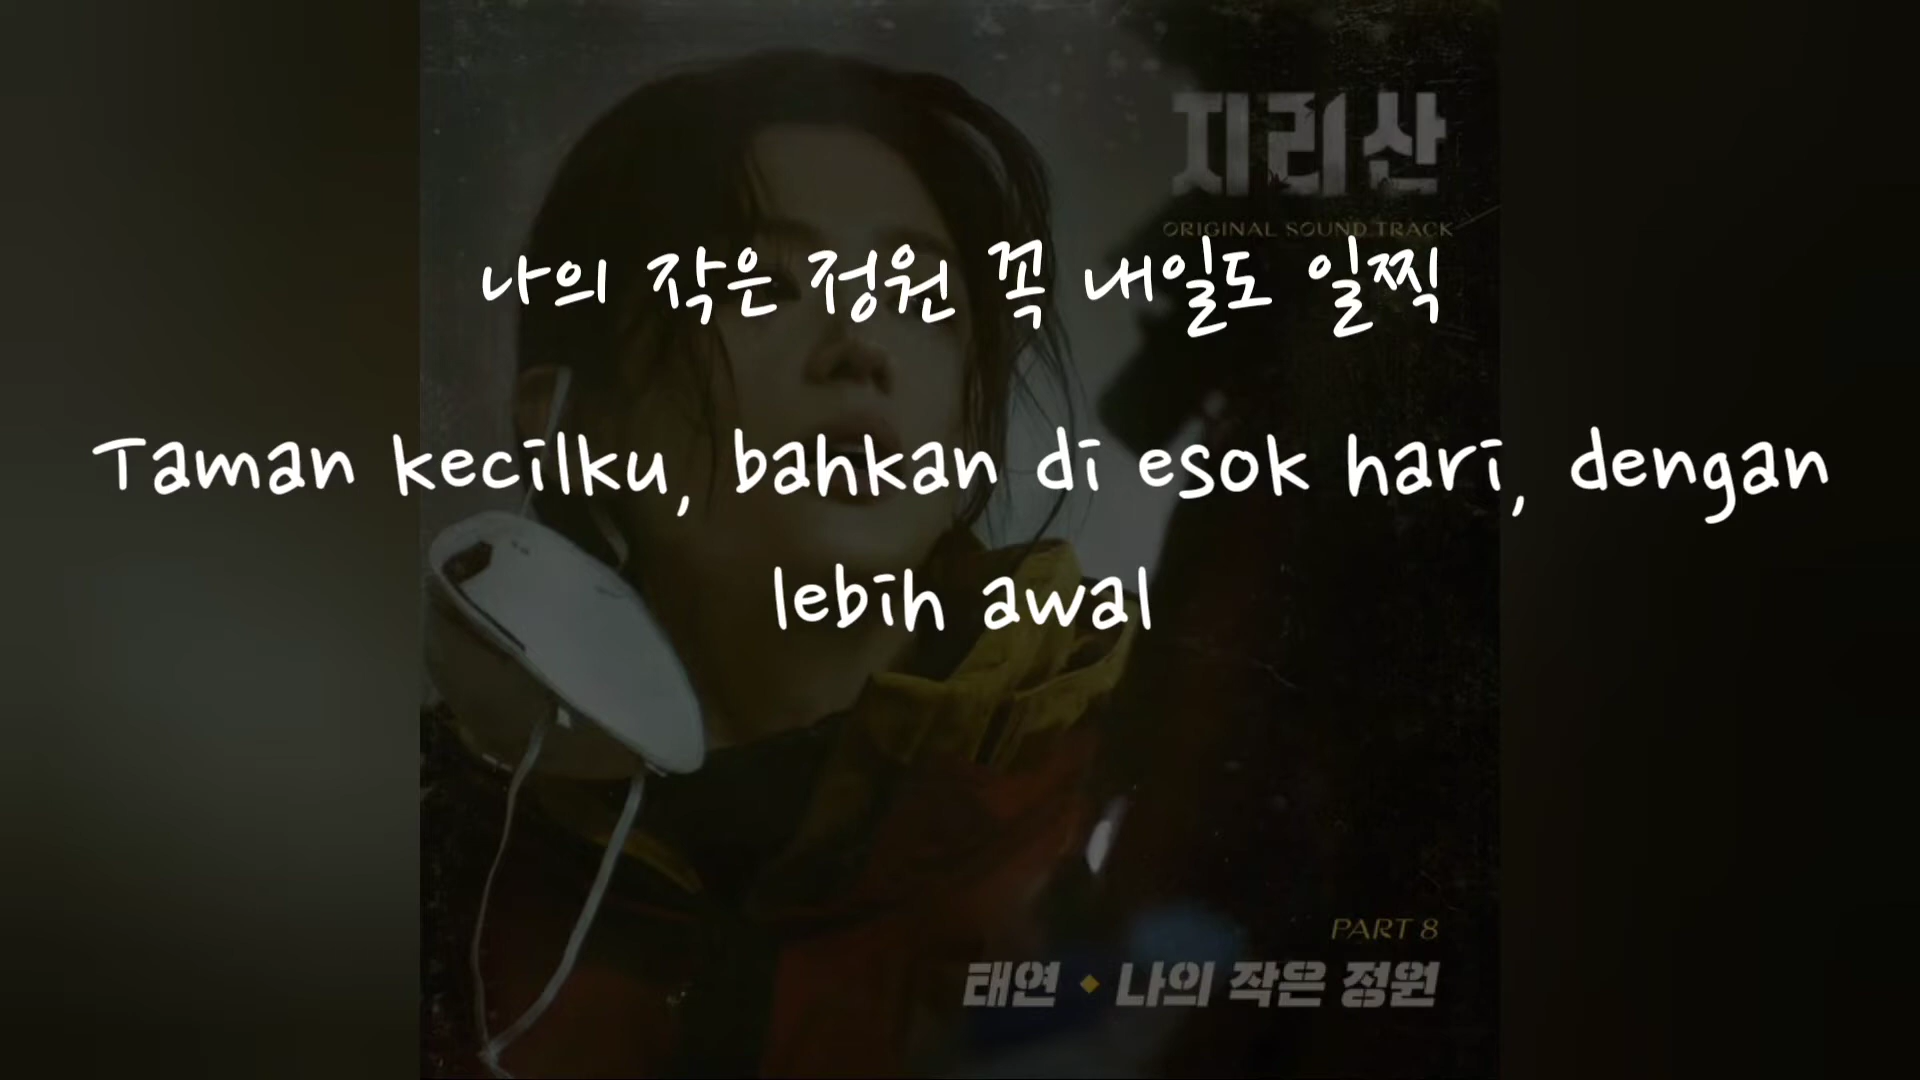 지리산
ORIGINAL SOUND TRACK
나의 작은 정원 꼭 내일도 일찍
Taman kecilku, bahkan di esok hari, dengan
lebih awal
PART 8
태연 ◆ 나의 작은 정원